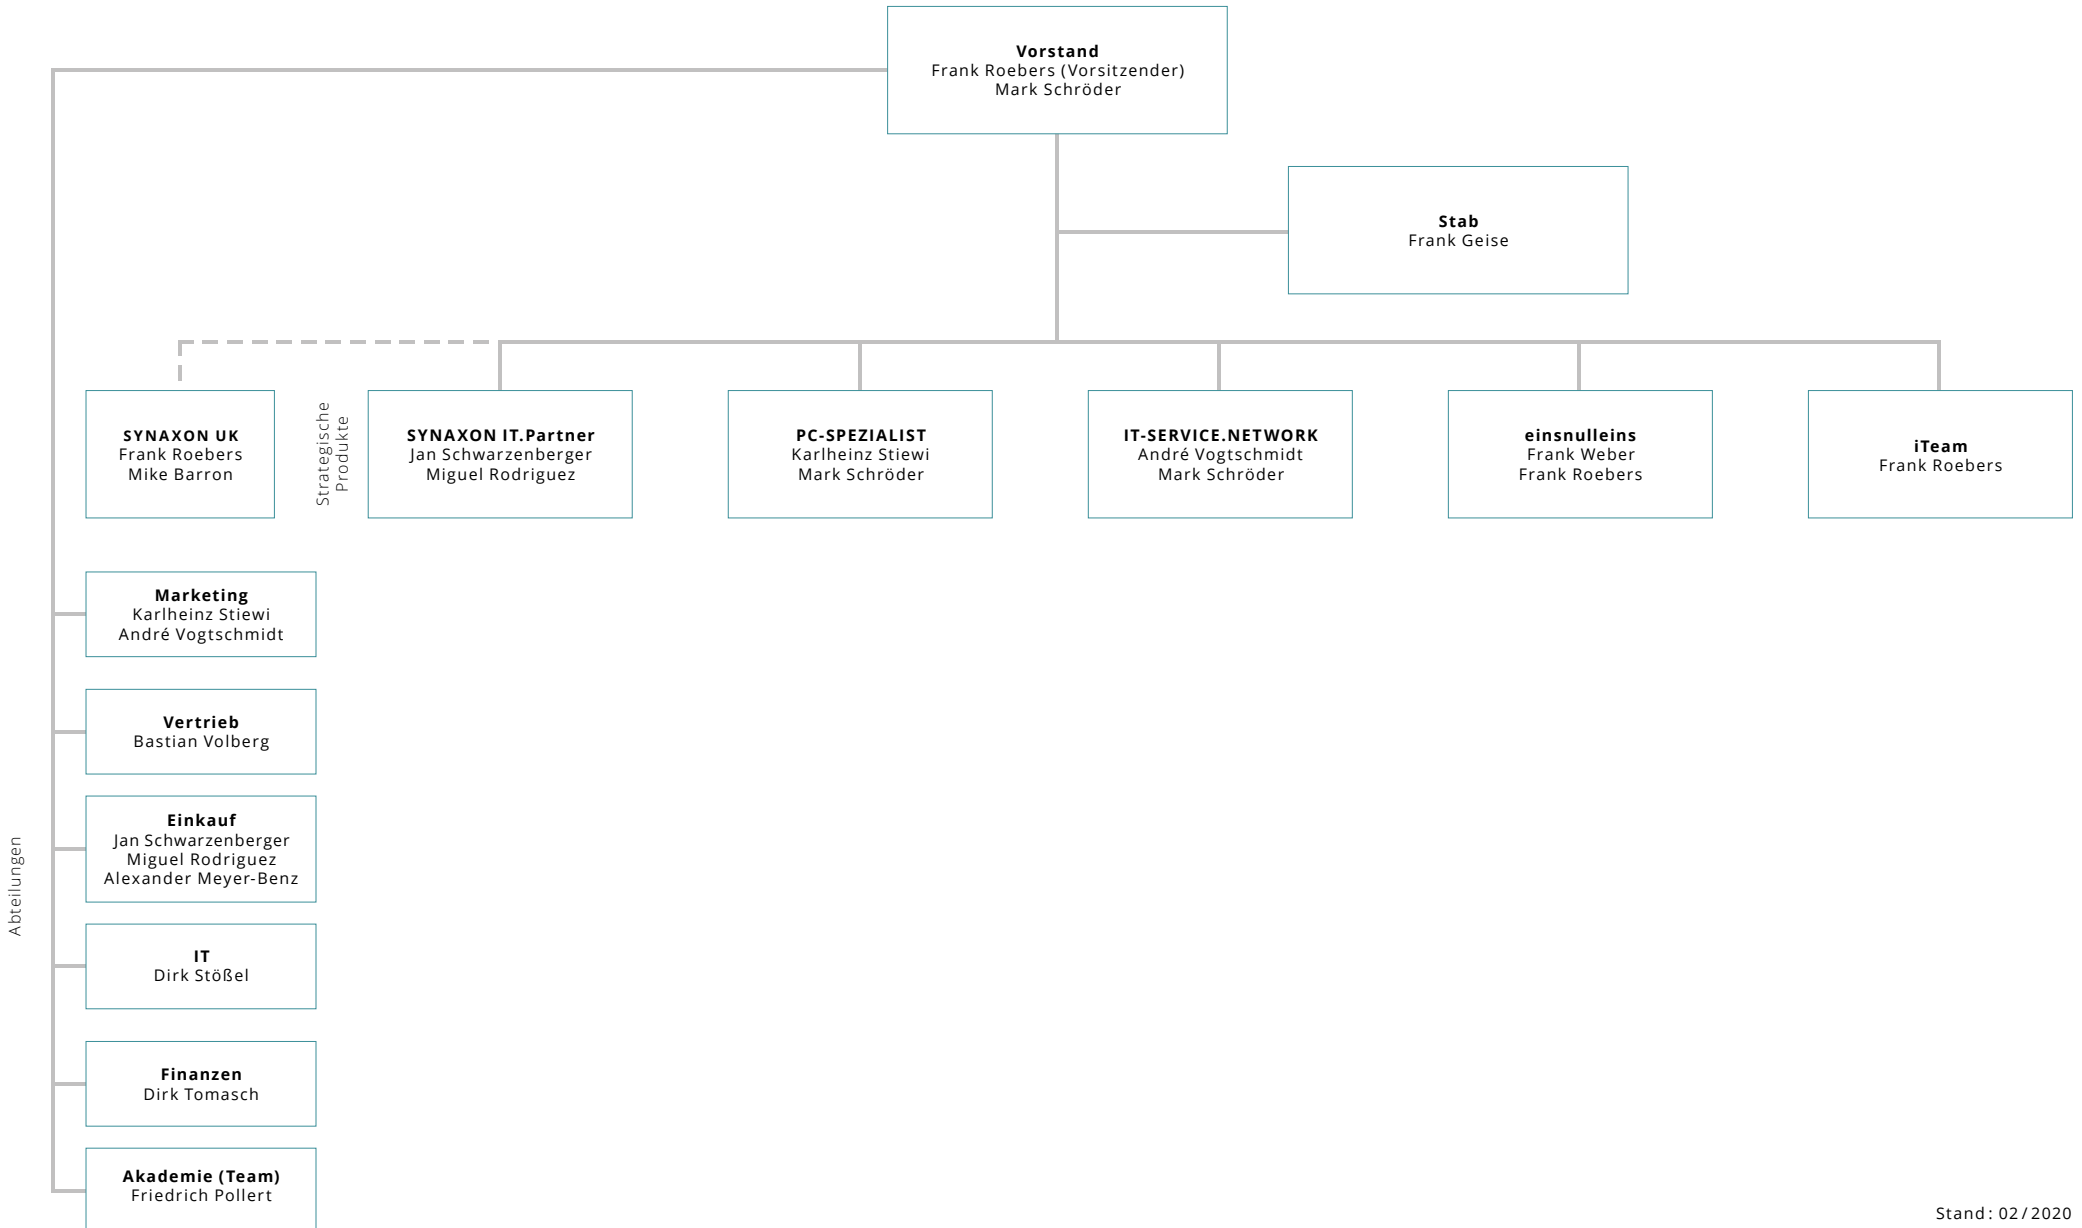 Vorstand
Frank Roebers (Vorsitzender)
Mark Schröder
Stab
Frank Geise
SYNAXON UK
Frank Roebers
Mike Barron
Strategische
Produkte
SYNAXON IT.Partner
Jan Schwarzenberger
Miguel Rodriguez
PC-SPEZIALIST
Karlheinz Stiewi
Mark Schröder
IT-SERVICE.NETWORK
André Vogtschmidt
Mark Schröder
einsnulleins
Frank Weber
Frank Roebers
iTeam
Frank Roebers
Abteilungen
Marketing
Karlheinz Stiewi
André Vogtschmidt
Vertrieb
Bastian Volberg
Einkauf
Jan Schwarzenberger
Miguel Rodriguez
Alexander Meyer-Benz
IT
Dirk Stößel
Finanzen
Dirk Tomasch
Akademie (Team)
Friedrich Pollert
Stand: 02/2020